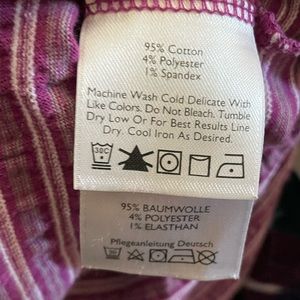 95% Cotton
4% Polyester
1% Spandex
Machine Wash Cold Delicate With
Like Colors. Do Not Bleach. Tumble
Dry Low Or For Best Results Line
Dry. Cool Iron As Desired.
30C
95% BAUMWOLLE
4% POLYESTER
1% ELASTHAN
Pflegeanleitung Deutsch